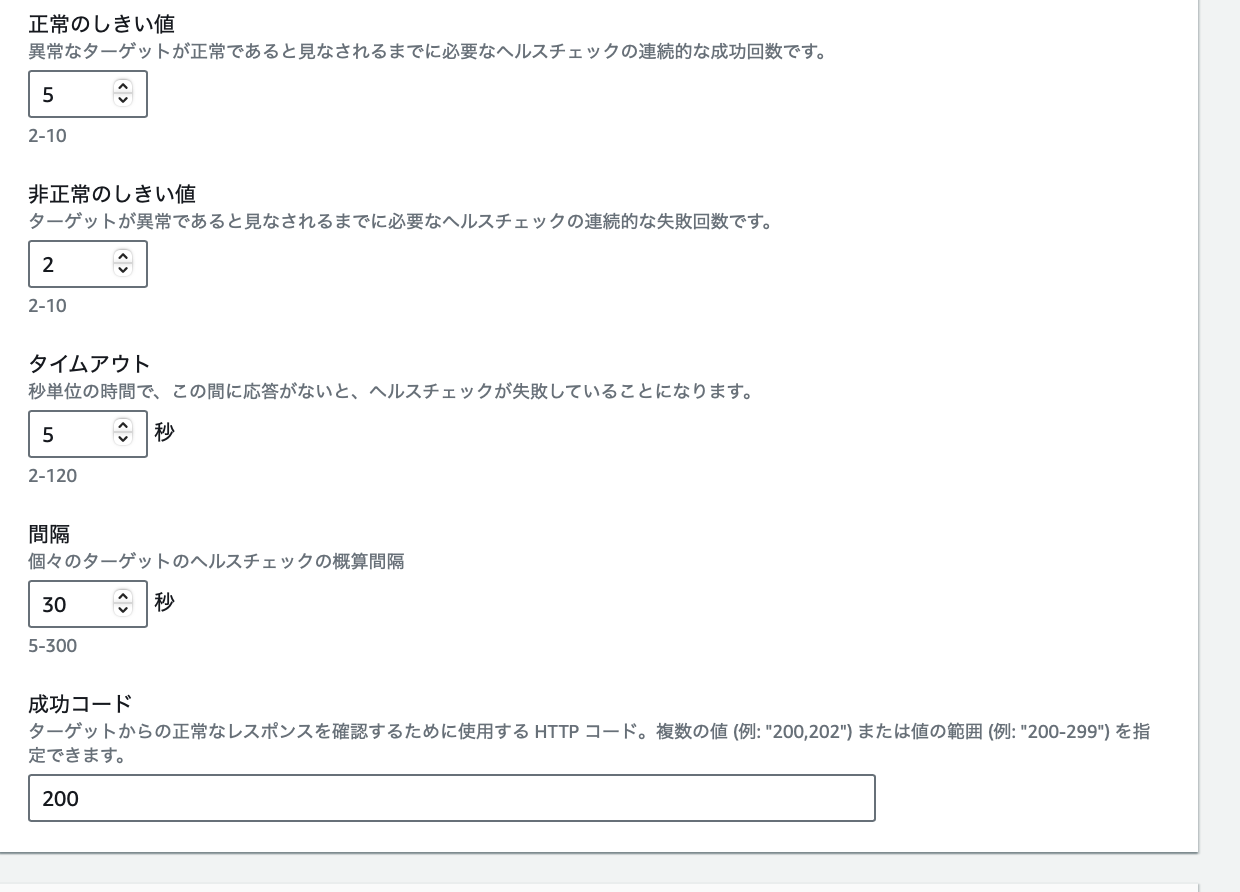 正常のしきい値
異常なターゲットが正常であると見なされるまでに必要なヘルスチェックの連続的な成功回数です。
5
2-10
非正常のしきい値
ターゲットが異常であると見なされるまでに必要なヘルスチェックの連続的な失敗回数です。
2
2-10
タイムアウト
秒単位の時間で、この間に応答がないと、ヘルスチェックが失敗していることになります。
5 秒
2-120
間隔
個々のターゲットのヘルスチェックの概算間隔
30 秒
5-300
成功コード
ターゲットからの正常なレスポンスを確認するために使用する HTTP コード。複数の値 (例: "200,202") または値の範囲 (例: "200-299") を指
定できます。
200